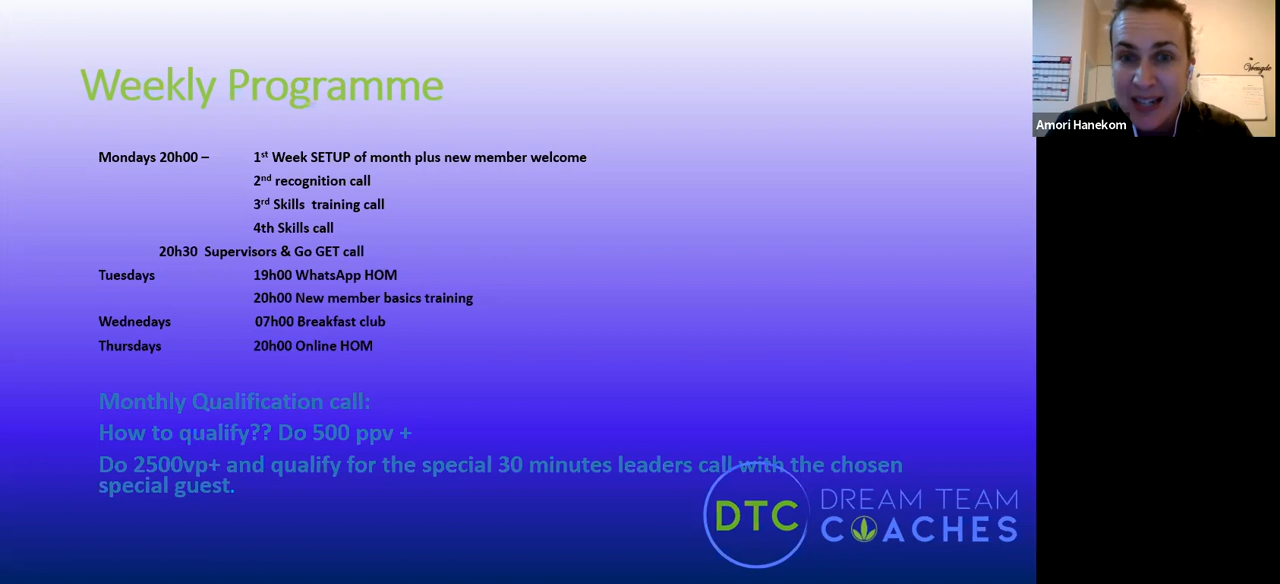 Weekly Programme
Amori Hanekom
Mondays 20h00 – 1st Week SETUP of month plus new member welcome
2nd recognition call
3rd Skills training call
4th Skills call
20h30 Supervisors & Go GET call
Tuesdays 19h00 WhatsApp HOM
20h00 New member basics training
Wednedays 07h00 Breakfast club
Thursdays 20h00 Online HOM
Monthly Qualification call:
How to qualify?? Do 500 ppv +
Do 2500vp+ and qualify for the special 30 minutes leaders call with the chosen
special guest.
DTC
DREAM TEAM
COACHES